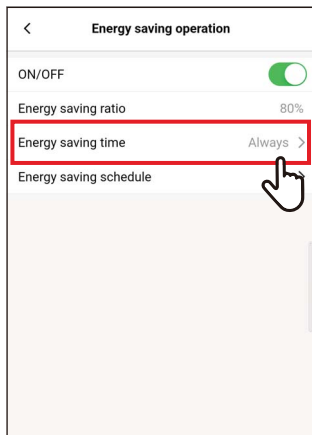 Energy saving operation
ON/OFF
Energy saving ratio 80%
Energy saving time Always
Energy saving schedule